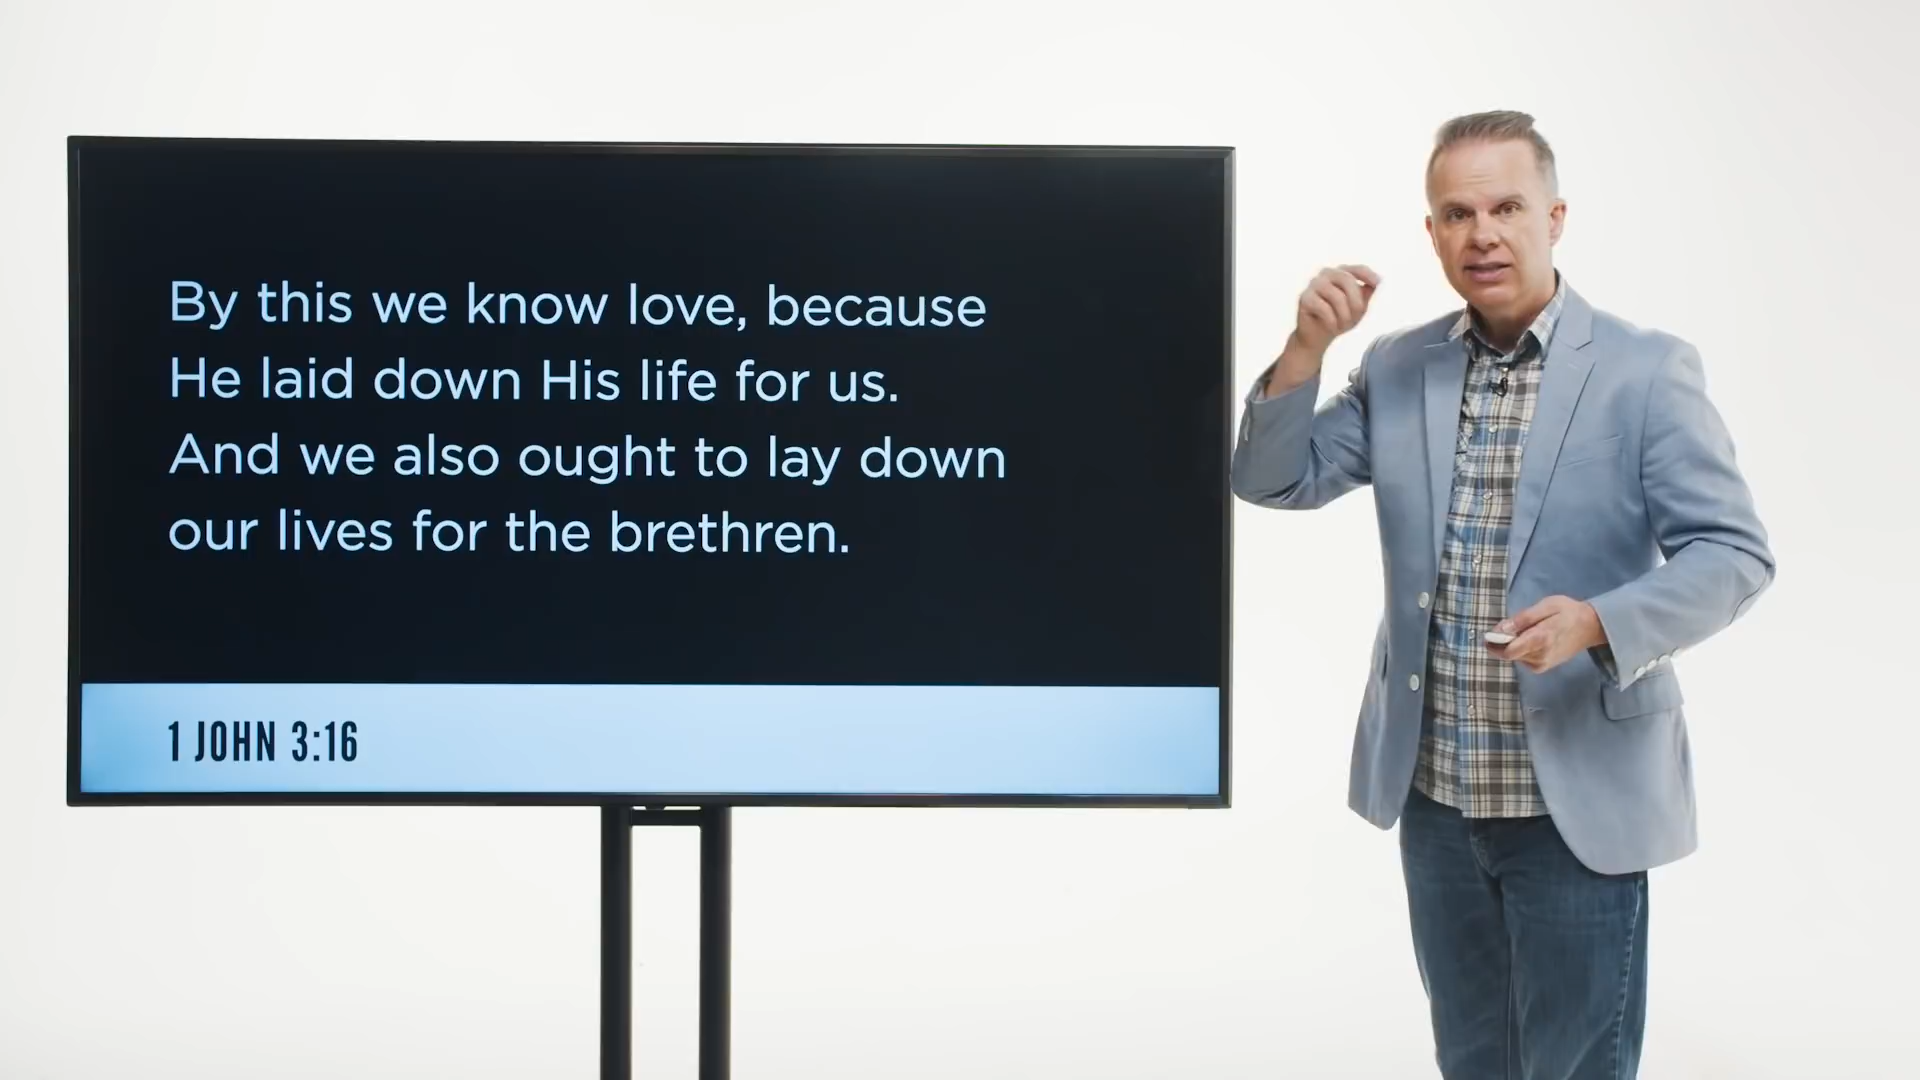 By this we know love, because
He laid down His life for us.
And we also ought to lay down
our lives for the brethren.
1 JOHN 3:16